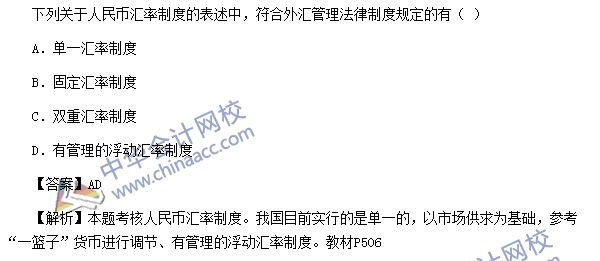 下列关于人民币汇率制度的表述中，符合外汇管理法律制度规定的有（ ）
A．单一汇率制度
B．固定汇率制度
C．双重汇率制度
D．有管理的浮动汇率制度
【答案】AD
【解析】本题考核人民币汇率制度。我国目前实行的是单一的，以市场供求为基础，参考
“一篮子”货币进行调节、有管理的浮动汇率制度。教材P506
中华会计网校
www.chinaacc.com
会计网校